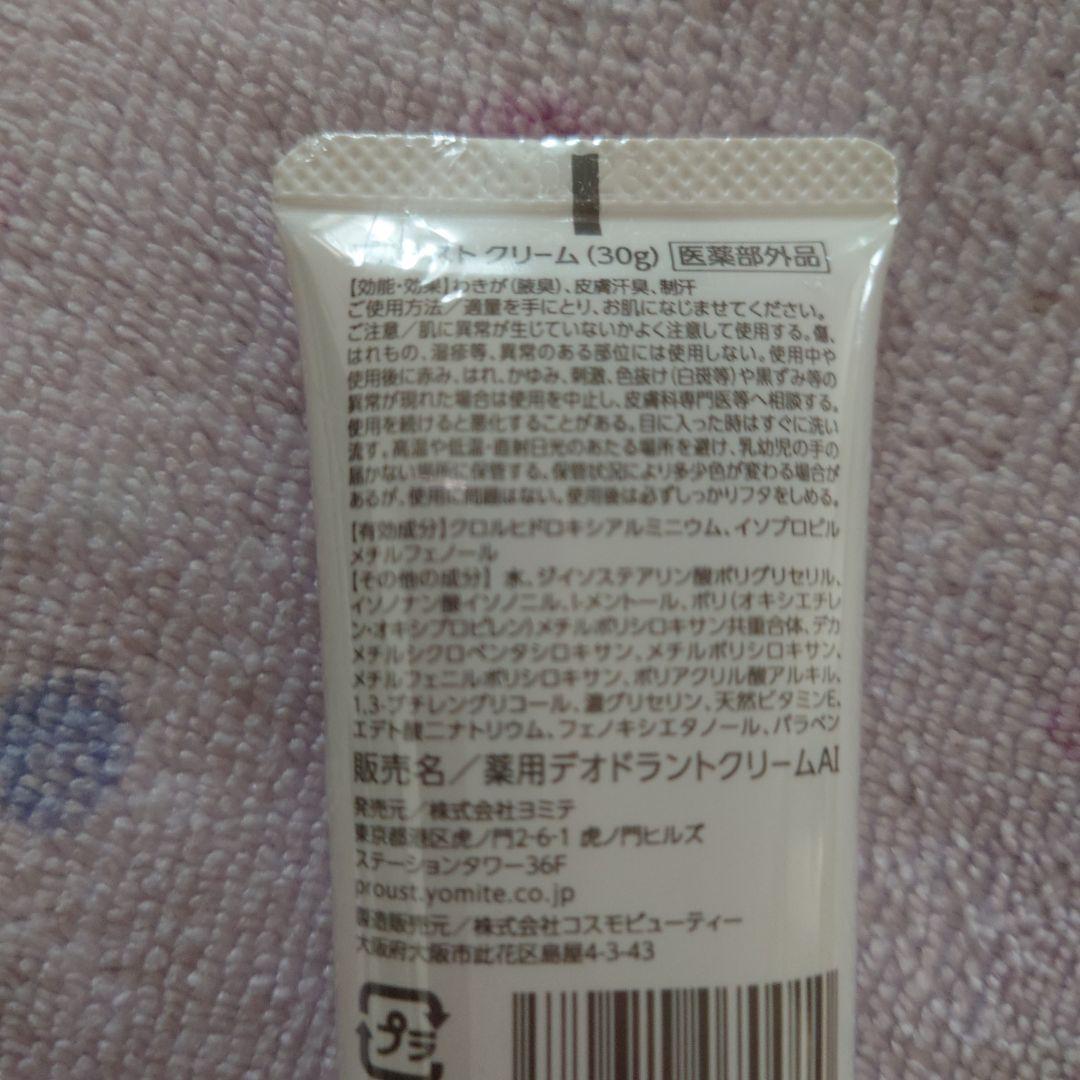 スト クリーム(30g) 医薬部外品
【効能・効果】わきが(腋臭)、皮膚汗臭、制汗
ご使用方法／適量を手にとり、お肌になじませてください。
ご注意／肌に異常が生じていないかよく注意して使用する。傷、
はれもの、湿疹等、異常のある部位には使用しない。使用中や
使用後に赤み、はれ、かゆみ、刺激、色抜け(白斑等)や黒ずみ等の
異常が現れた場合は使用を中止し、皮膚科専門医等へ相談する。
使用を続けると悪化することがある。目に入った時はすぐに洗い
流す。高温や低温・直射日光のあたる場所を避け、乳幼児の手の
届かない場所に保管する。保管状況により多少色が変わる場合が
あるが、使用に問題はない。使用後は必ずしっかりフタをしめる。
【有効成分】クロルヒドロキシアルミニウム、イソプロピル
メチルフェノール
【その他の成分】水、ジイソステアリン酸ポリグリセリル、
イソノナン酸イソノニル、l-メントール、ポリ(オキシエチレ
ン・オキシプロピレン)メチルポリシロキサン共重合体、デカ
メチルシクロペンタシロキサン、メチルポリシロキサン、
メチルフェニルポリシロキサン、ポリアクリル酸アルキル、
1,3-ブチレングリコール、濃グリセリン、天然ビタミンE、
エデト酸二ナトリウム、フェノキシエタノール、パラベン
販売名／薬用デオドラントクリームAI
発売元／株式会社ヨミテ
東京都港区虎ノ門2-6-1 虎ノ門ヒルズ
ステーションタワー36F
proust.yomite.co.jp
製造販売元／株式会社コスモビューティー
大阪府大阪市此花区島屋4-3-43
プラ